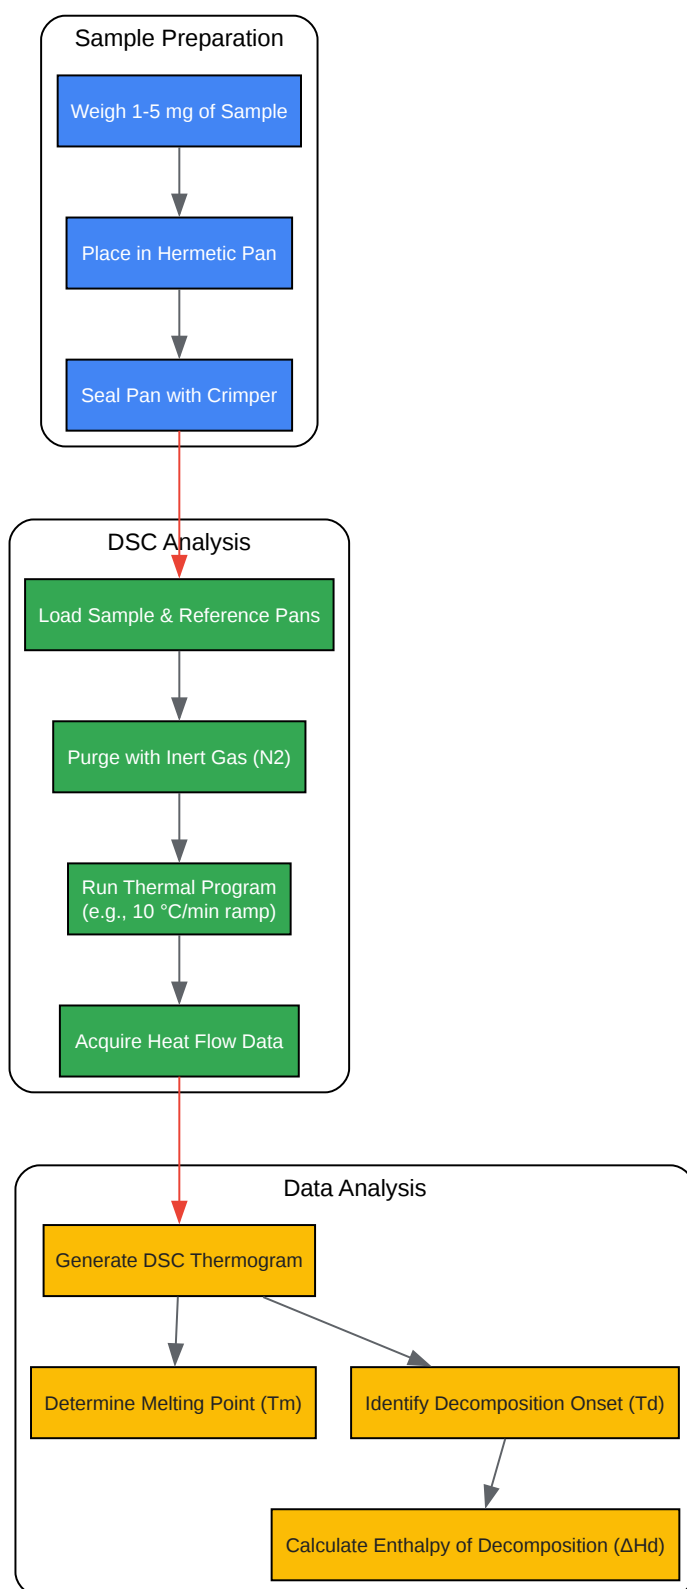 Sample Preparation
Weigh 1-5 mg of Sample
Place in Hermetic Pan
Seal Pan with Crimper
DSC Analysis
Load Sample & Reference Pans
Purge with Inert Gas (N2)
Run Thermal Program
(e.g., 10 °C/min ramp)
Acquire Heat Flow Data
Data Analysis
Generate DSC Thermogram
Determine Melting Point (Tm)
Identify Decomposition Onset (Td)
Calculate Enthalpy of Decomposition (ΔHd)